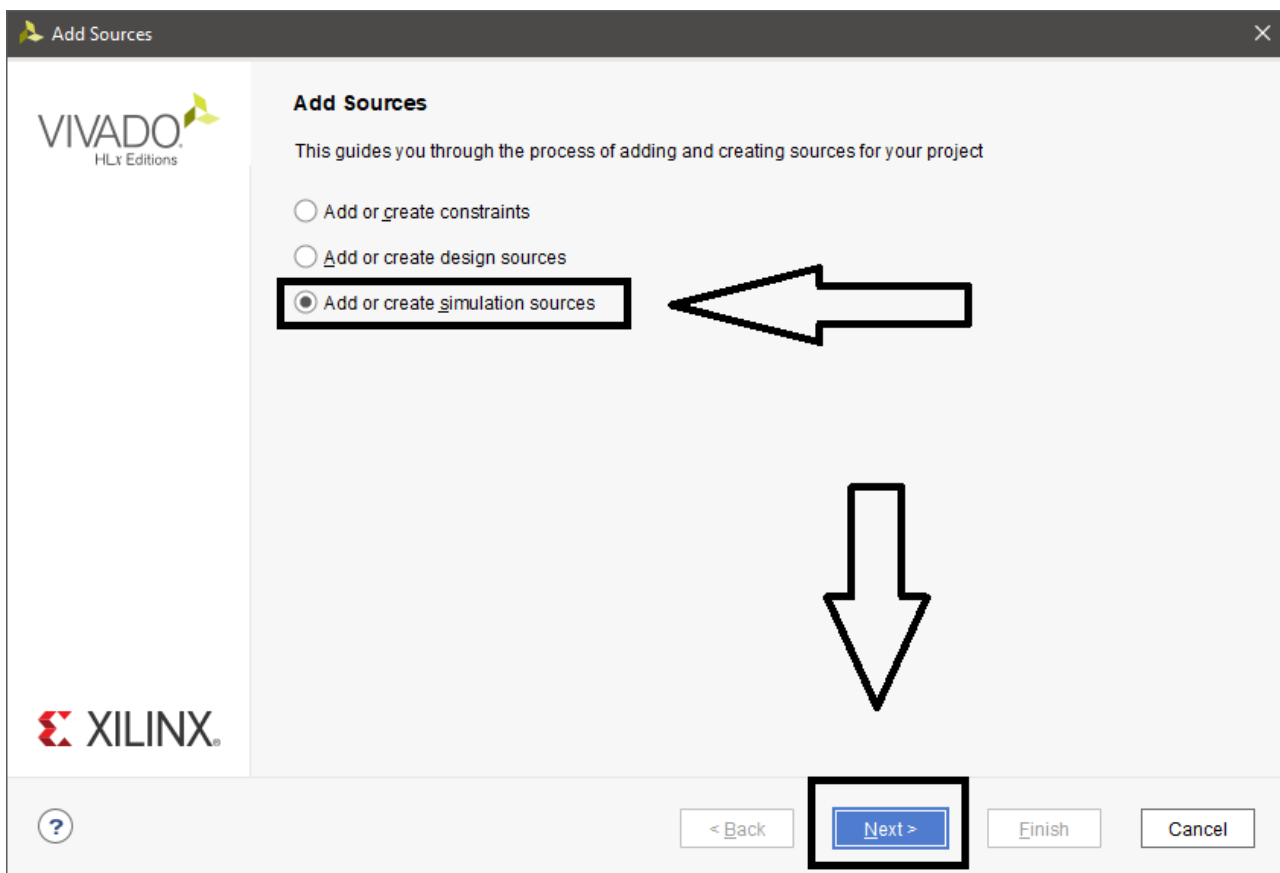 Add Sources
VIVADO.
HLx Editions
Add Sources
This guides you through the process of adding and creating sources for your project
Add or create constraints
Add or create design sources
Add or create simulation sources
XILINX.
?
< Back
Next >
Finish
Cancel